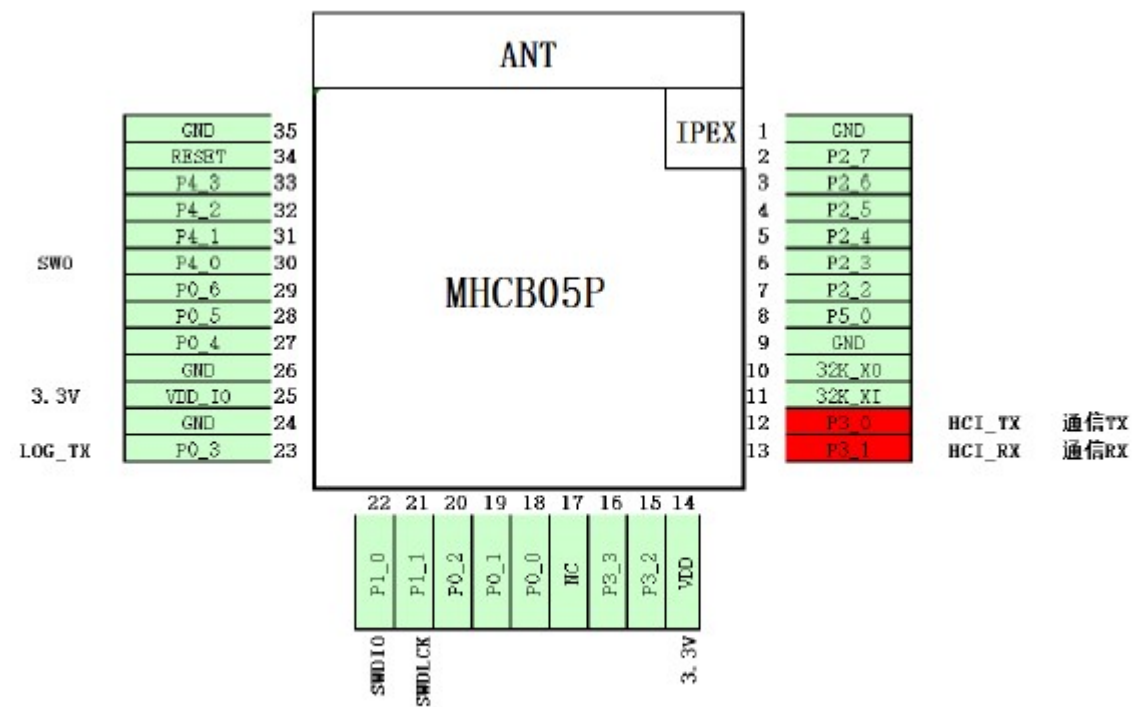 ANT
IPEX
MHCB05P
GND 35
RESET 34
P4_3 33
P4_2 32
P4_1 31
SWO P4_0 30
P0_6 29
P0_5 28
P0_4 27
GND 26
3.3V VDD_IO 25
GND 24
LOG_TX P0_3 23
1 GND
2 P2_7
3 P2_6
4 P2_5
5 P2_4
6 P2_3
7 P2_2
8 P5_0
9 GND
10 32K_XO
11 32K_XI
12 P3_0 HCI_TX 通信TX
13 P3_1 HCI_RX 通信RX
22 21 20 19 18 17 16 15 14
P1_0 P1_1 P0_2 P0_1 P0_0 NC P3_3 P3_2 VDD
SWDIO SWDLCK 3.3V